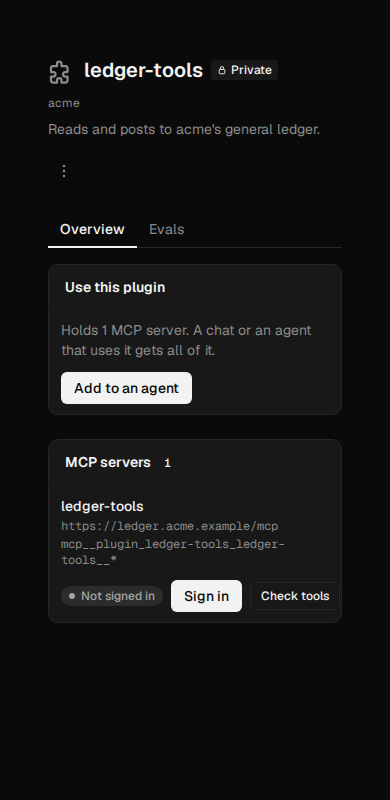 ledger-tools
Private
acme
Reads and posts to acme's general ledger.
Overview
Evals
Use this plugin
Holds 1 MCP server. A chat or an agent
that uses it gets all of it.
Add to an agent
MCP servers 1
ledger-tools
https://ledger.acme.example/mcp
mcp__plugin_ledger-tools_ledger-
tools__*
Not signed in
Sign in
Check tools